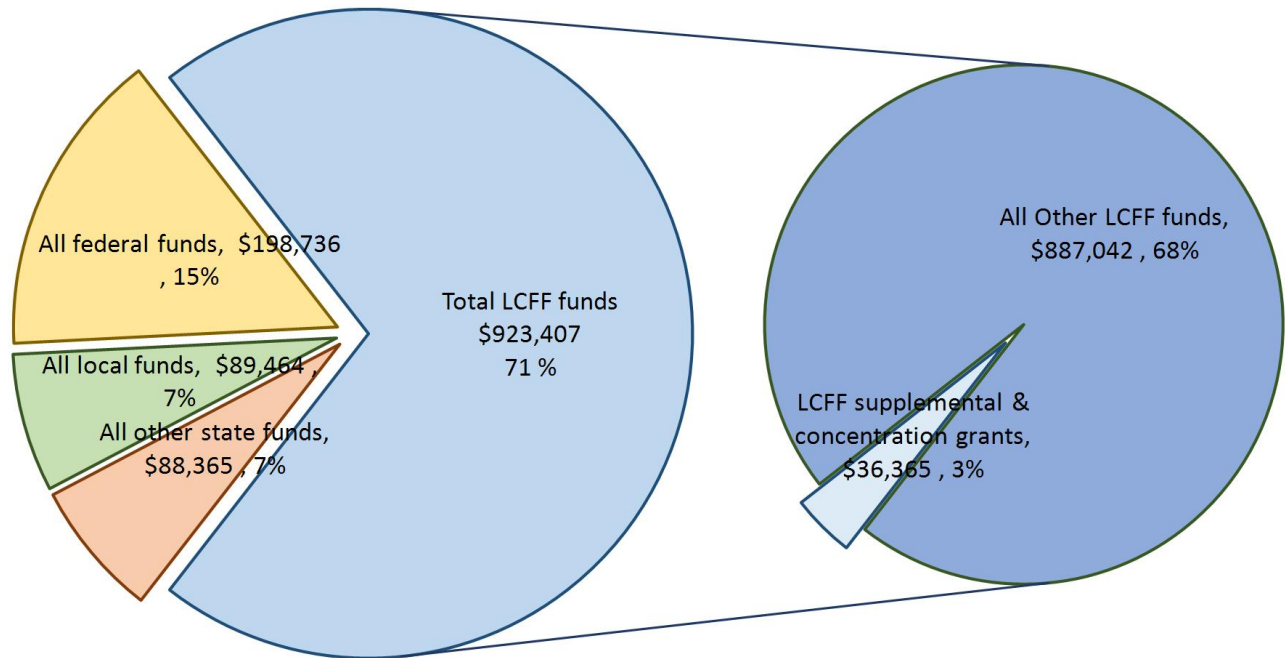 All federal funds,  $198,736
, 15%
All local funds,  $89,464 ,
7%
All other state funds,
$88,365 , 7%
Total LCFF funds
$923,407
71 %
All Other LCFF funds,
$887,042 , 68%
LCFF supplemental &
concentration grants,
$36,365 , 3%